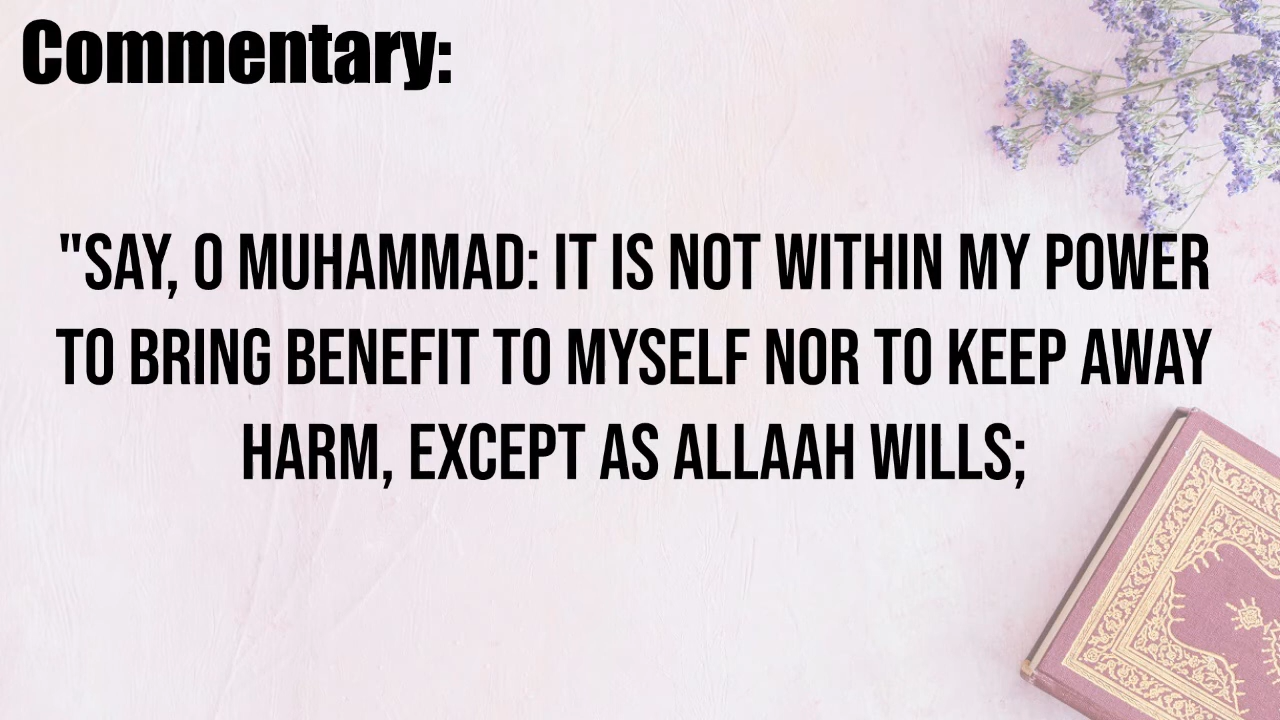 Commentary:
"SAY, O MUHAMMAD: IT IS NOT WITHIN MY POWER
TO BRING BENEFIT TO MYSELF NOR TO KEEP AWAY
HARM, EXCEPT AS ALLAAH WILLS;